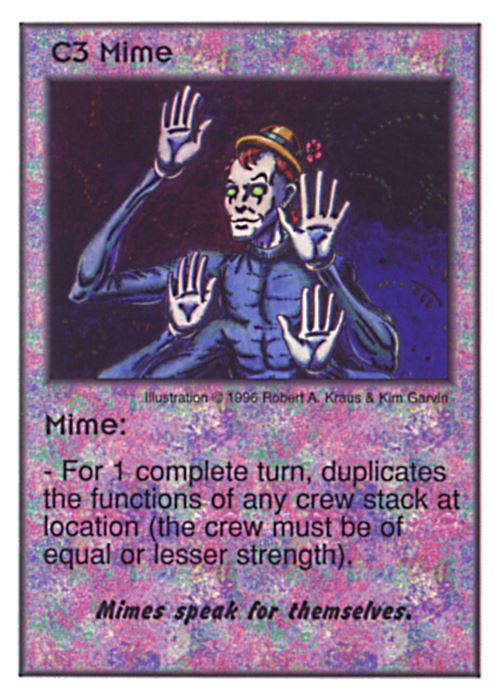 C3 Mime
Illustration © 1996 Robert A. Kraus & Kim Garvin
Mime:
- For 1 complete turn, duplicates
the functions of any crew stack at
location (the crew must be of
equal or lesser strength).
Mimes speak for themselves.